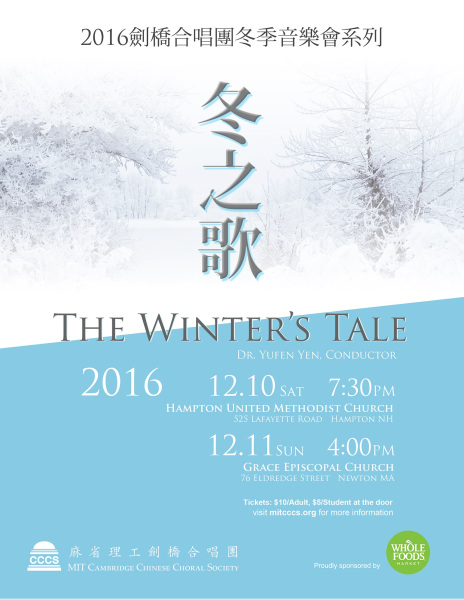 2016劍橋合唱團冬季音樂會系列
冬之歌
The Winter's Tale
Dr. Yufen Yen, Conductor
2016 12.10 Sat 7:30PM
Hampton United Methodist Church
525 Lafayette Road Hampton NH
12.11 Sun 4:00PM
Grace Episcopal Church
76 Eldredge Street Newton MA
Tickets: $10/Adult, $5/Student at the door
visit mitcccs.org for more information
CCCS
麻省理工劍橋合唱團
MIT Cambridge Chinese Choral Society
Proudly sponsored by
WHOLE
FOODS
MARKET